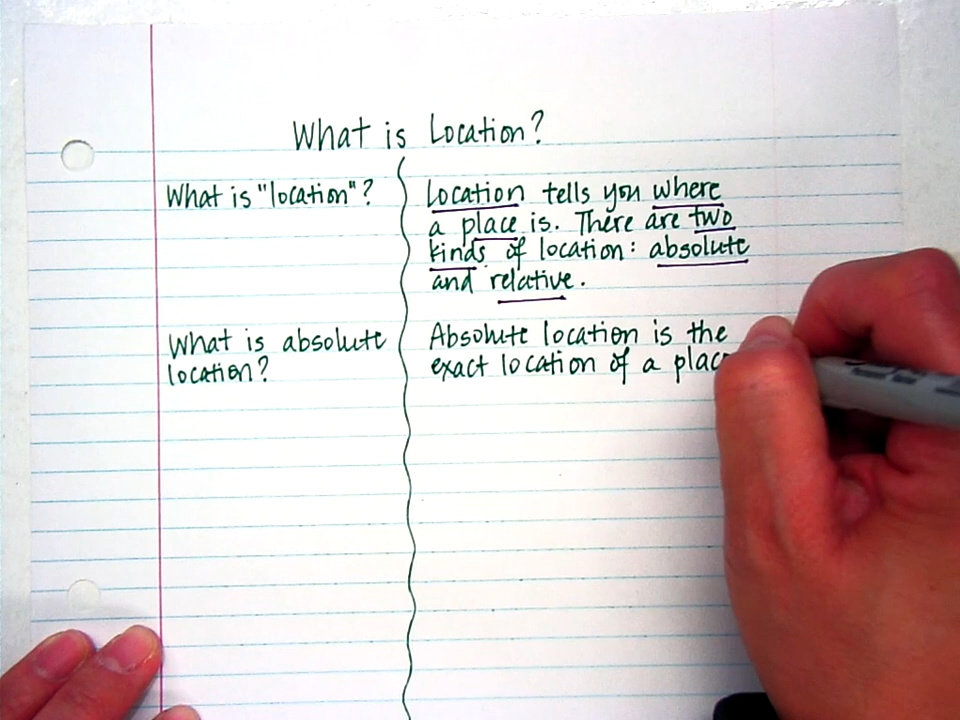 What is Location?
What is "location"?
Location tells you where
a place is. There are two
kinds of location: absolute
and relative.
What is absolute
location?
Absolute location is the
exact location of a plac